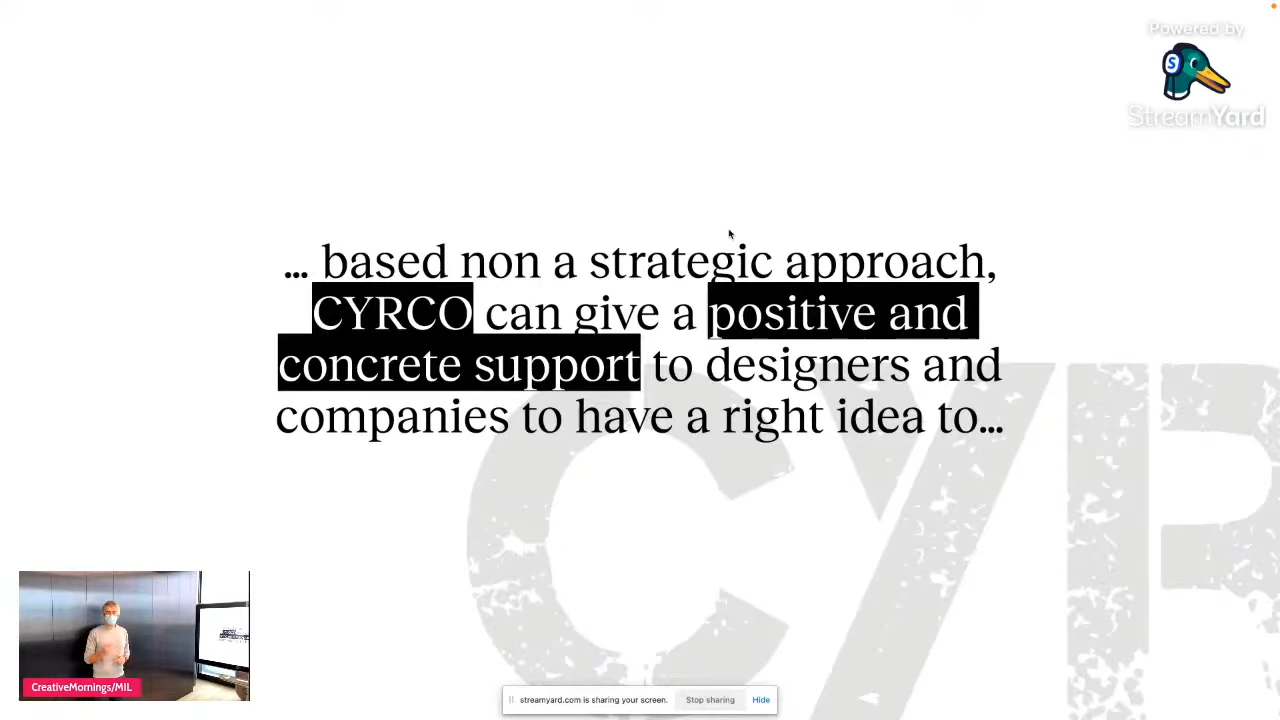 Powered by
StreamYard
... based non a strategic approach,
CYRCO can give a positive and
concrete support to designers and
companies to have a right idea to...
CYR
CreativeMornings/MIL
streamyard.com is sharing your screen.
Stop sharing
Hide